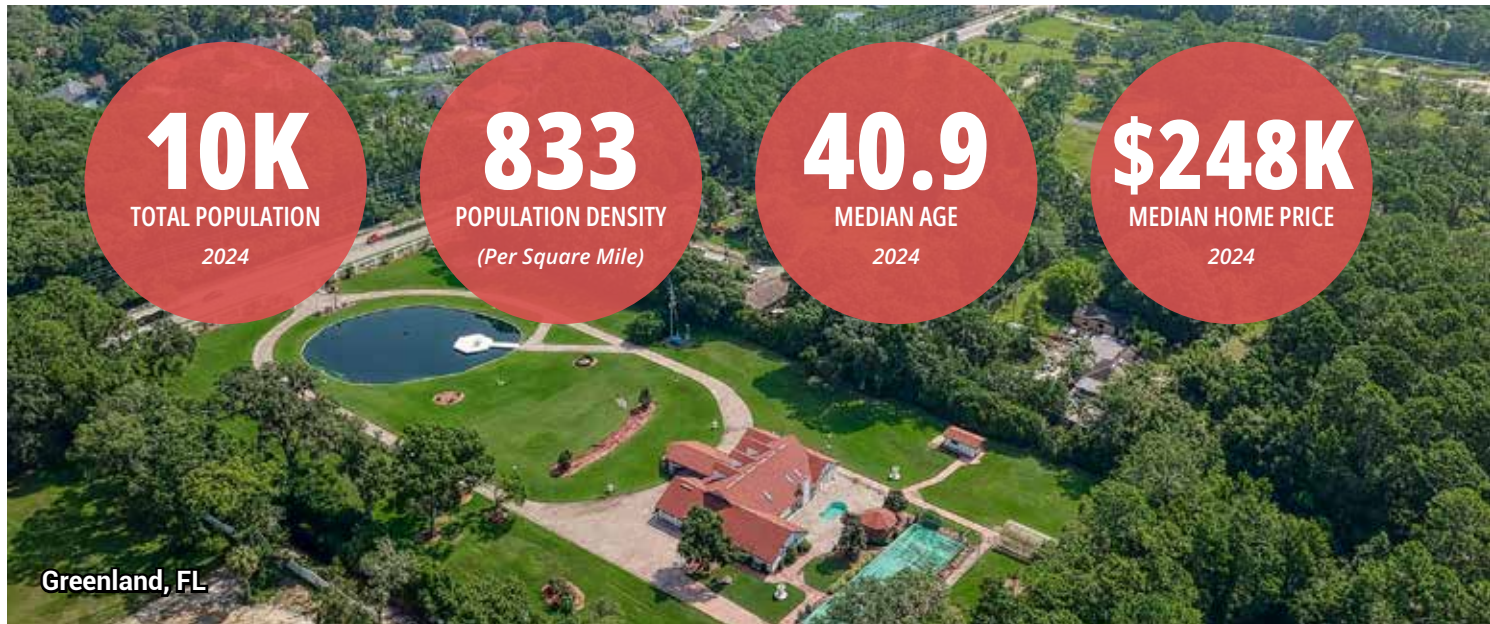 10K
TOTAL POPULATION
2024
833
POPULATION DENSITY
(Per Square Mile)
40.9
MEDIAN AGE
2024
$248K
MEDIAN HOME PRICE
2024
Greenland, FL